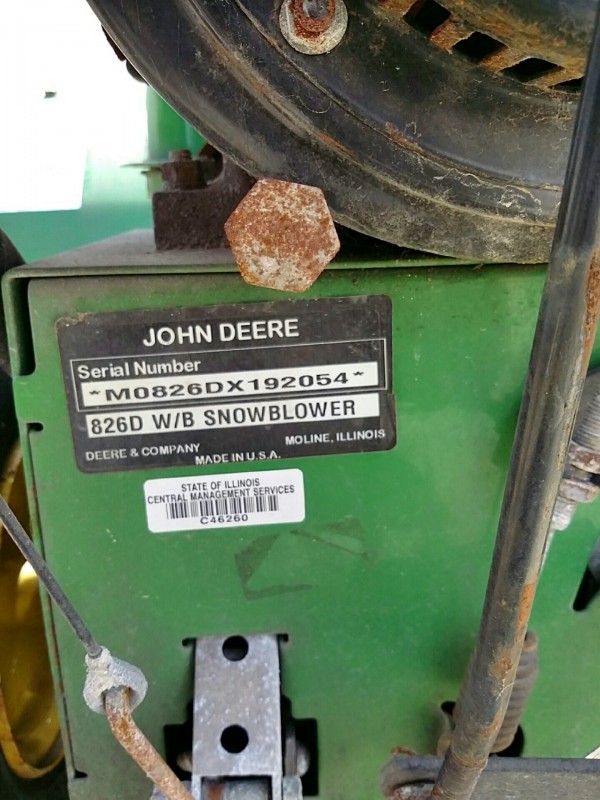 JOHN DEERE
Serial Number
*M0826DX192054*
826D W/B SNOWBLOWER
DEERE & COMPANY MOLINE, ILLINOIS
MADE IN U.S.A.
STATE OF ILLINOIS
CENTRAL MANAGEMENT SERVICES
C46260